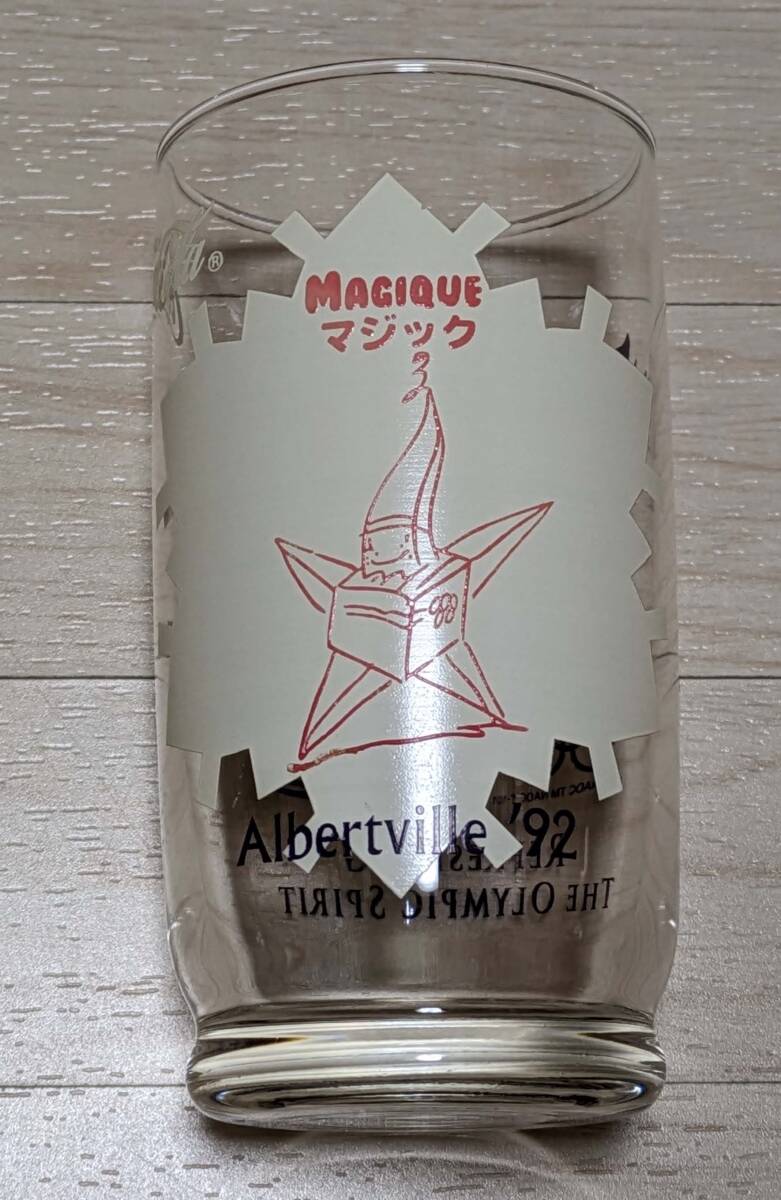 MAGIQUE
マジック
Albertville '92
THE OLYMPIC SPIRIT